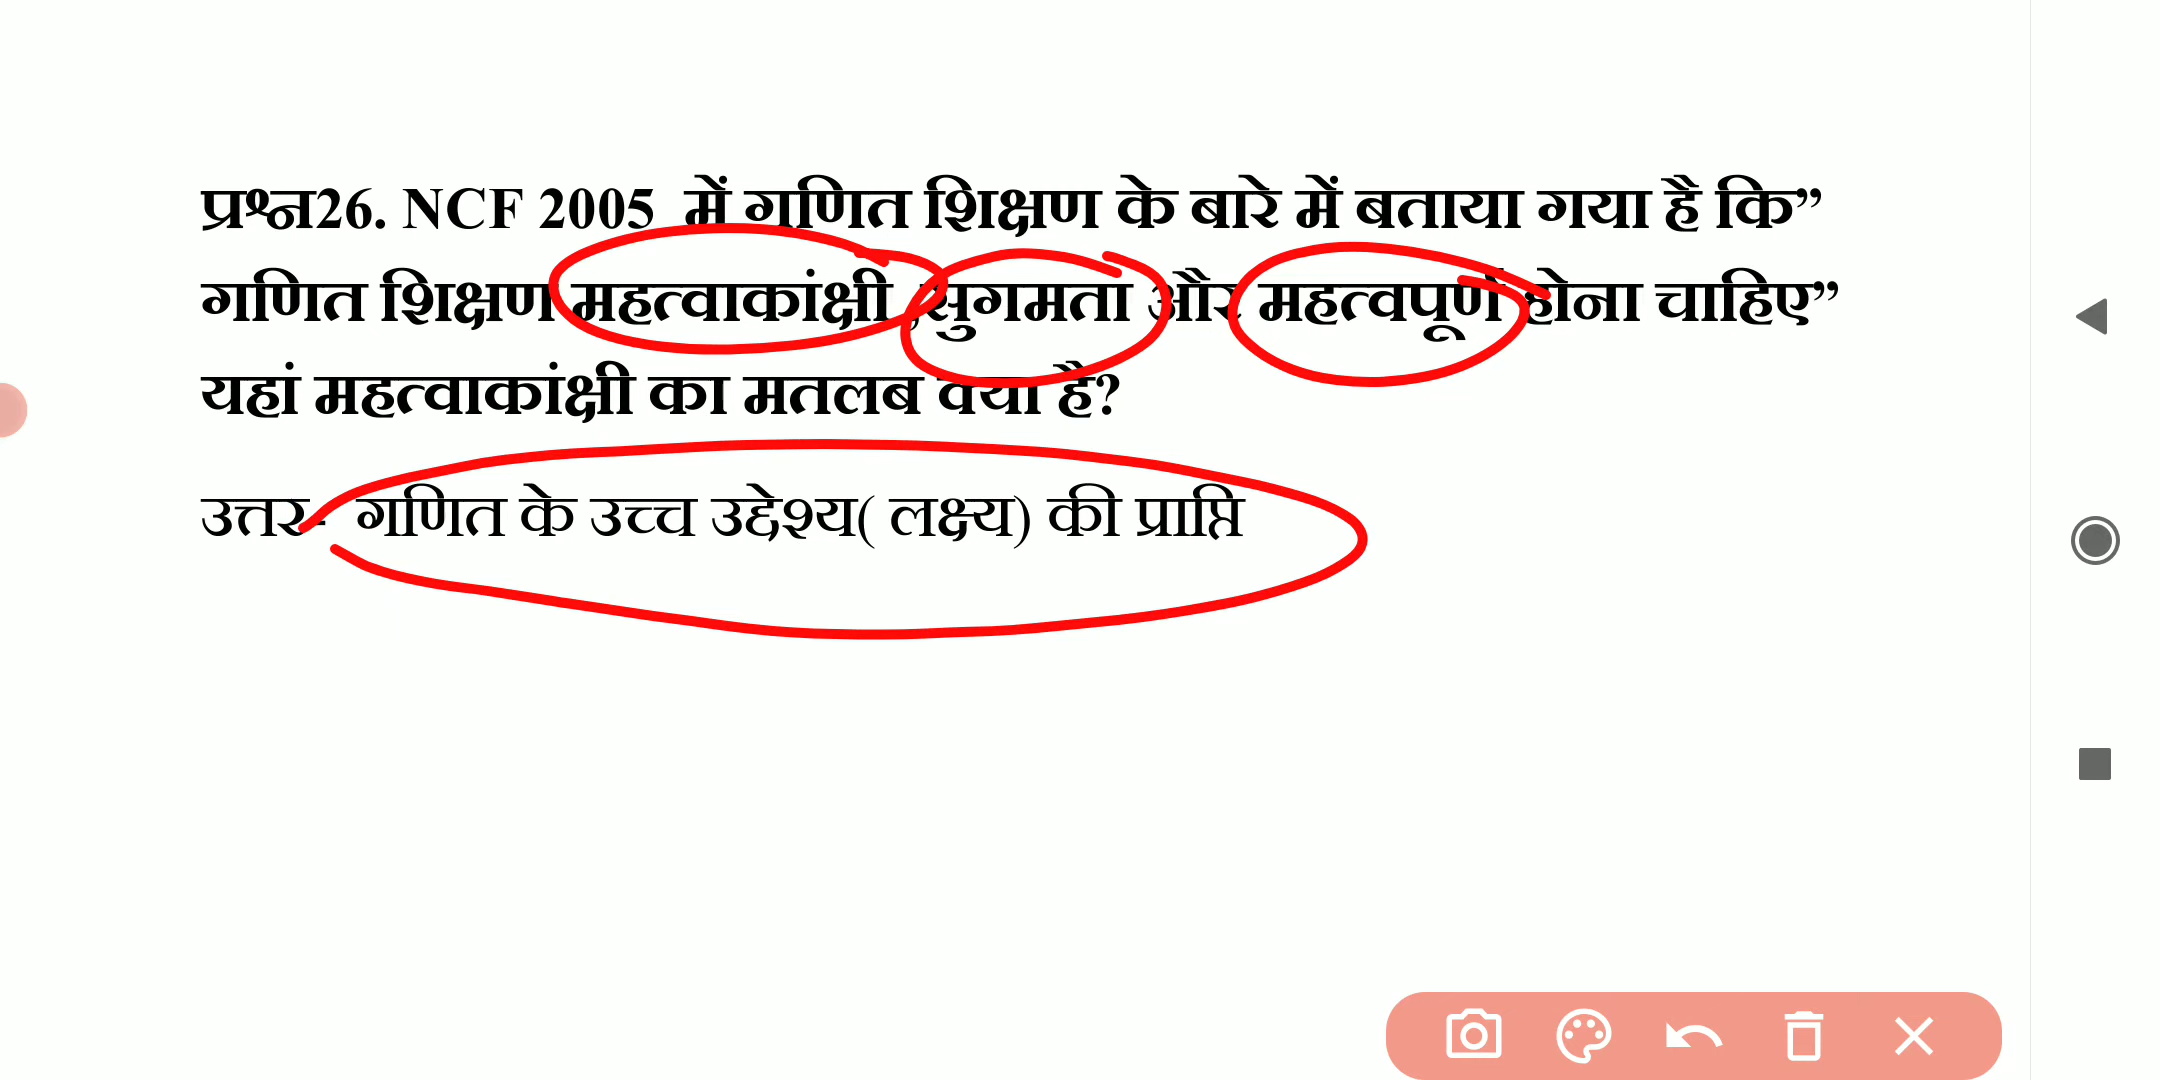 प्रश्न26. NCF 2005 में गणित शिक्षण के बारे में बताया गया है कि”
गणित शिक्षण महत्वाकांक्षी ,सुगमता और महत्वपूर्ण होना चाहिए”
यहां महत्वाकांक्षी का मतलब क्या है?
उत्तर- गणित के उच्च उद्देश्य( लक्ष्य) की प्राप्ति